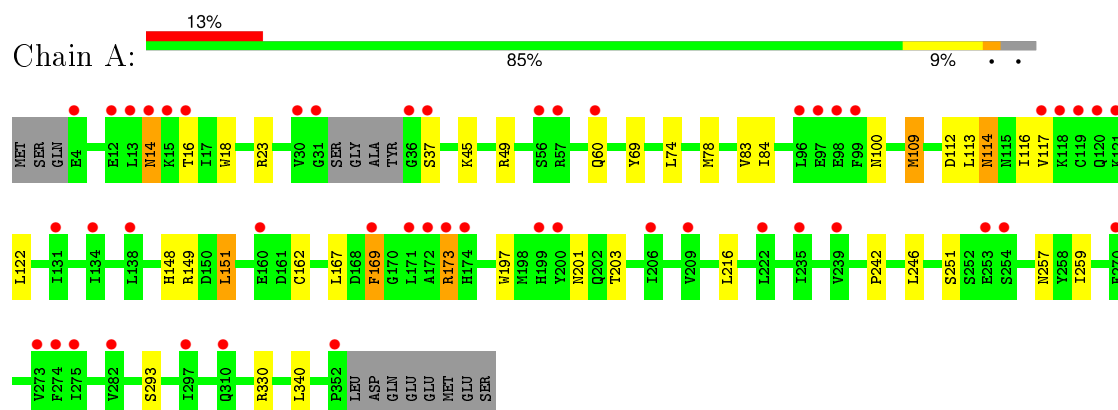 13%
Chain A:
85% 9% • •
MET SER GLN E4 E12 L13 N14 K15 T16 I17 W18 R23 V30 G31 SER GLY ALA TYR G36 S37 K45 R49 S56 R57 Q60 Y69 L74 M78 V83 I84 L96 E97 E98 F99 N100 M109 D112 L113 N114 N115 I116 V117 K118 C119 Q120 K121
L122 I131 I134 L138 H148 R149 D150 L151 E160 D161 C162 L167 D168 F169 G170 L171 A172 R173 H174 W197 M198 H199 Y200 N201 Q202 T203 I206 V209 L216 L222 I235 V239 P242 L246 S251 S252 E253 S254 N257 Y258 I259
V273 F274 I275 V282 S293 I297 Q310 R330 L340 P352 LEU ASP GLN GLU GLU MET GLU SER